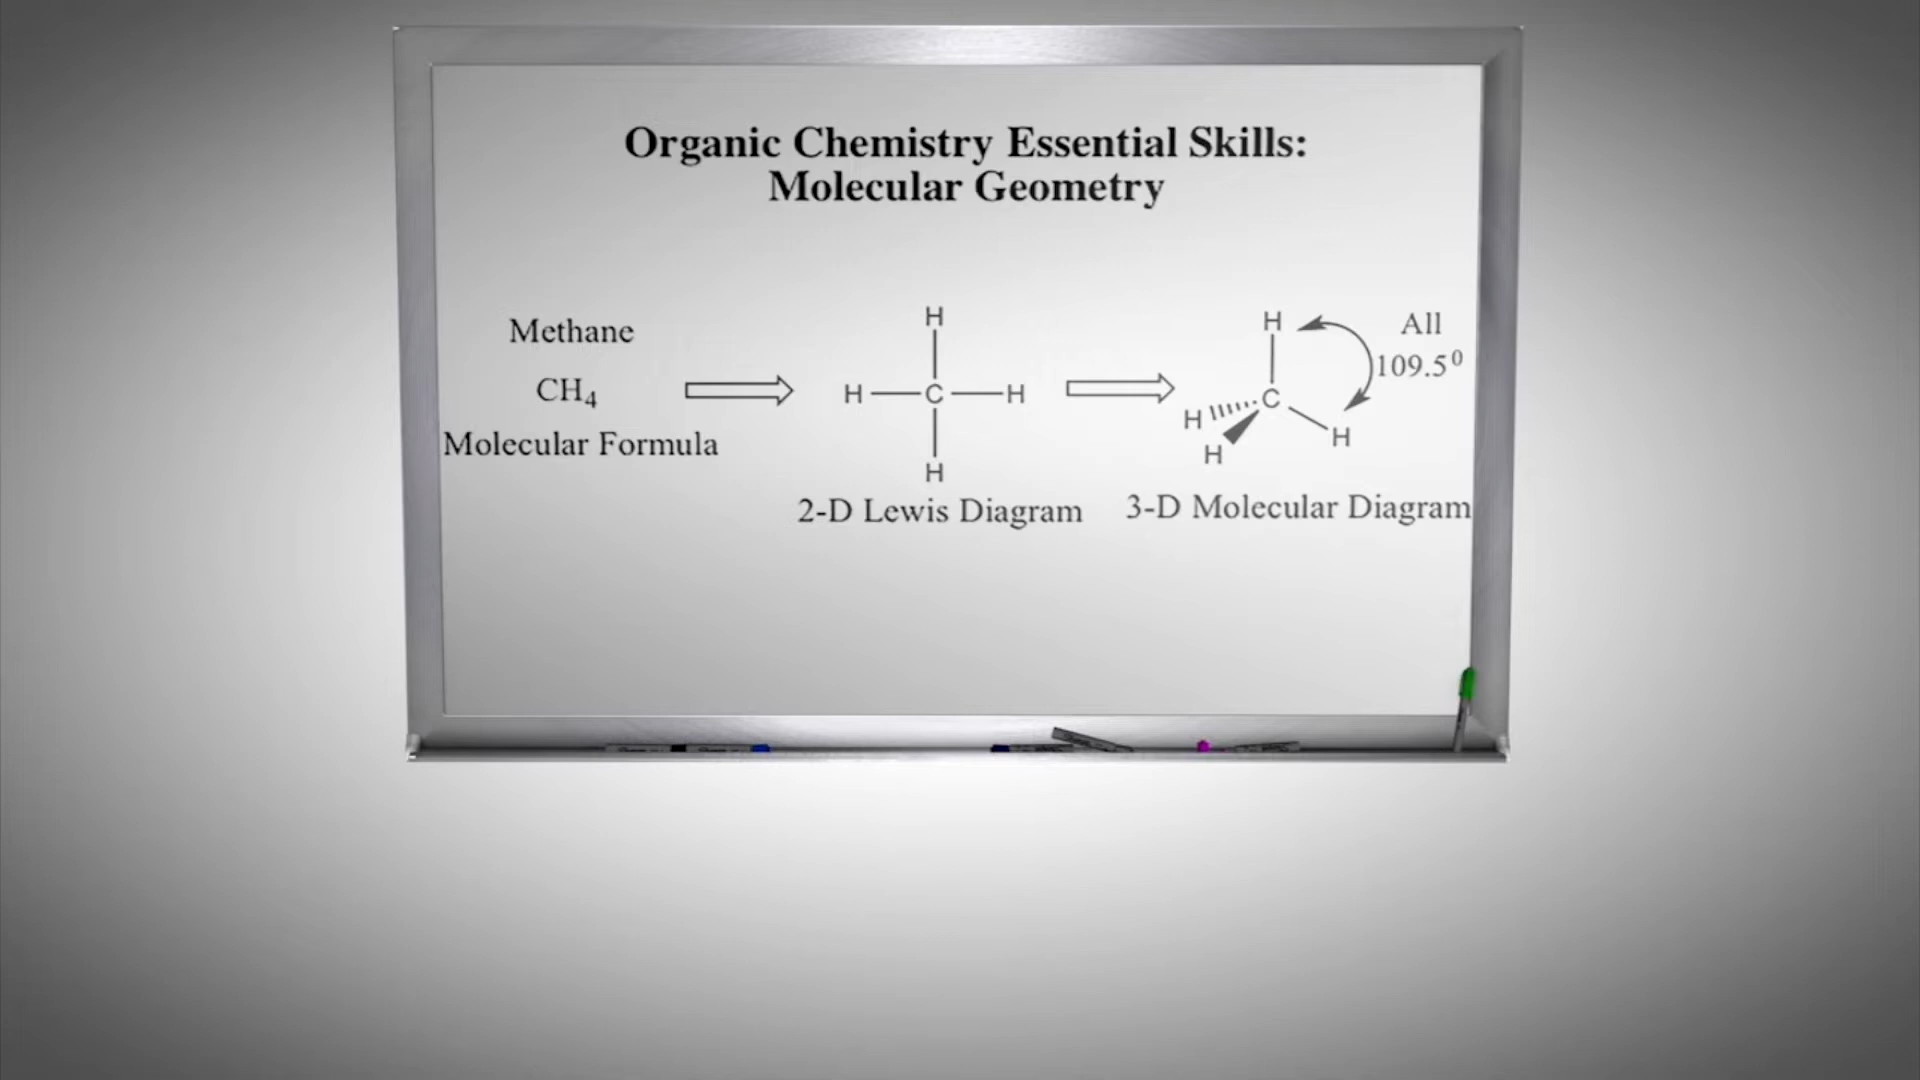 Organic Chemistry Essential Skills:
Molecular Geometry
Methane
CH₄
Molecular Formula
H
H C H
H
2-D Lewis Diagram
H
C
H
H
H
All
109.5⁰
3-D Molecular Diagram